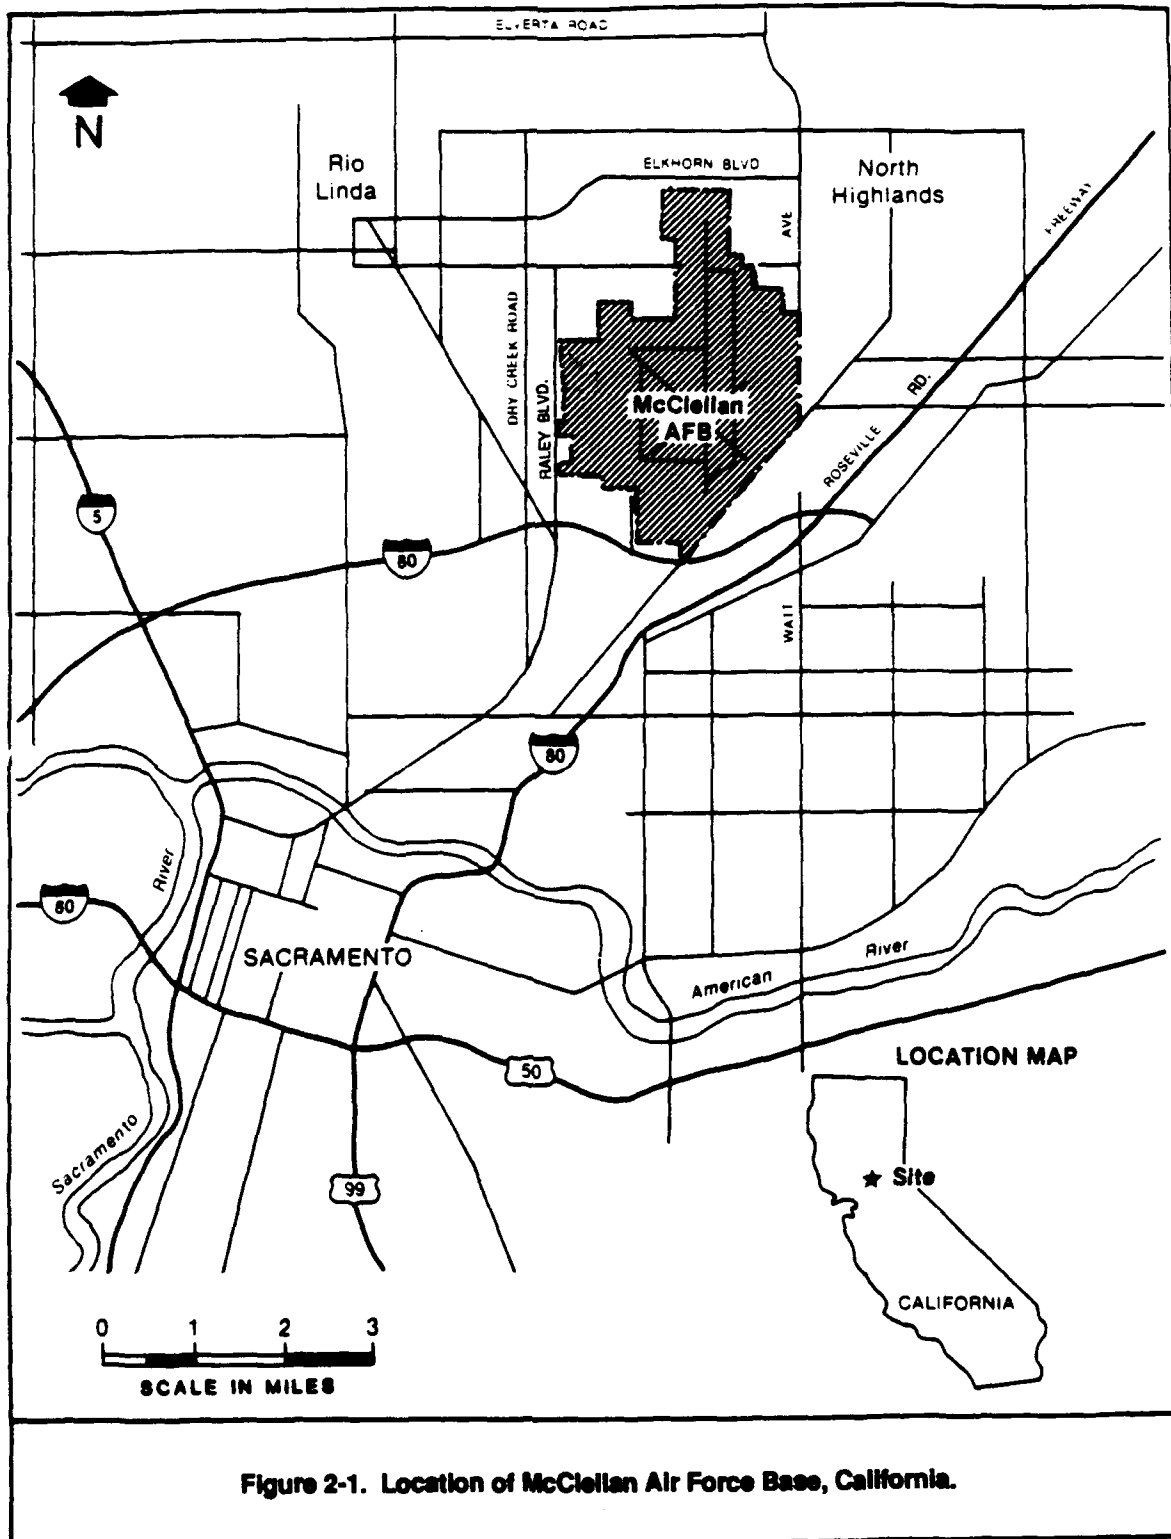 ELVERTA ROAD
N
Rio
Linda
ELKHORN BLVD
North
Highlands
AVE
FREEWAY
DRY CREEK ROAD
RALEY BLVD.
McClellan
AFB
ROSEVILLE RD.
5
80
WATT
80
River
80
SACRAMENTO
American River
50
LOCATION MAP
Sacramento
99
Site
CALIFORNIA
0 1 2 3
SCALE IN MILES
Figure 2-1. Location of McClellan Air Force Base, California.